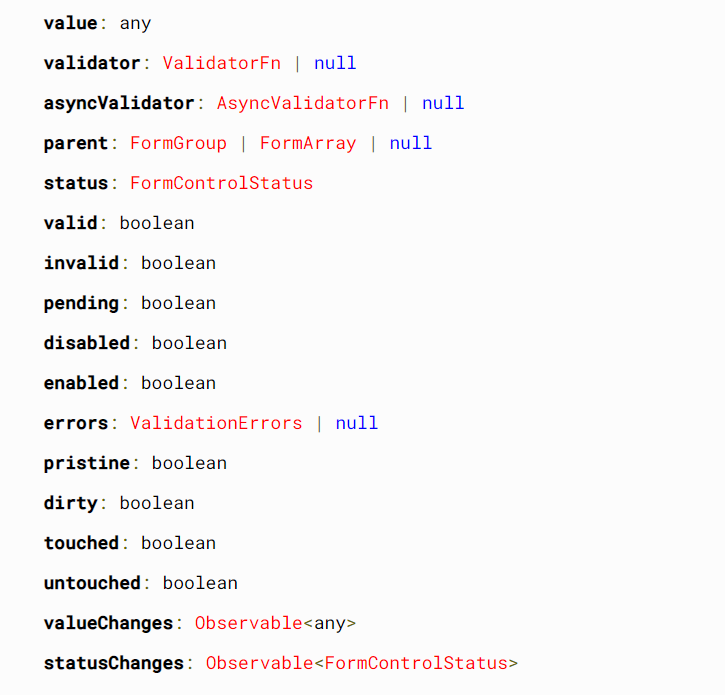 value: any
validator: ValidatorFn | null
asyncValidator: AsyncValidatorFn | null
parent: FormGroup | FormArray | null
status: FormControlStatus
valid: boolean
invalid: boolean
pending: boolean
disabled: boolean
enabled: boolean
errors: ValidationErrors | null
pristine: boolean
dirty: boolean
touched: boolean
untouched: boolean
valueChanges: Observable<any>
statusChanges: Observable<FormControlStatus>